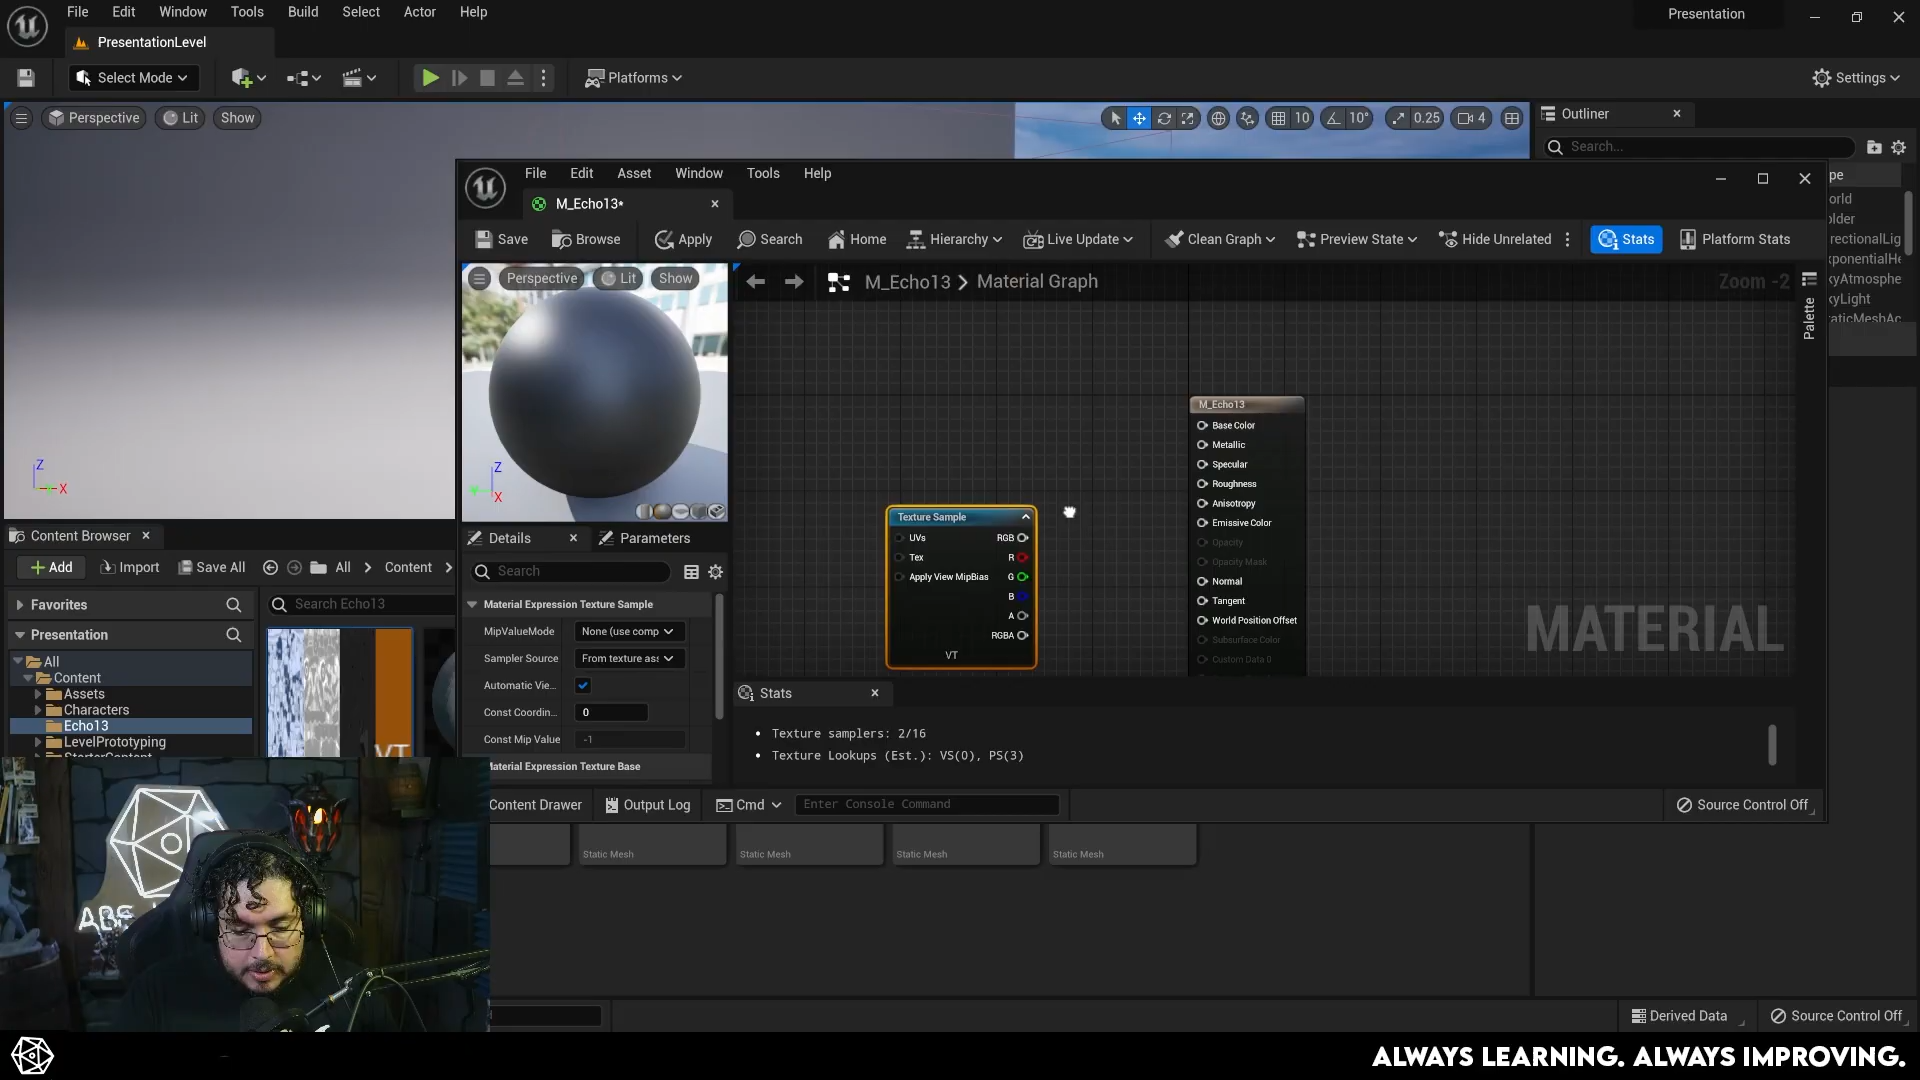 File Edit Window Tools Build Select Actor Help
Presentation
PresentationLevel
Select Mode
Platforms
Settings
Perspective Lit Show
10 10° 0.25 4
Outliner
Search...
File Edit Asset Window Tools Help
M_Echo13*
Save Browse Apply Search Home Hierarchy Live Update Clean Graph Preview State Hide Unrelated Stats Platform Stats
Perspective Lit Show
M_Echo13 > Material Graph
Zoom -2
Palette
Z
X
Z
X
M_Echo13
Base Color
Metallic
Specular
Roughness
Anisotropy
Emissive Color
Opacity
Opacity Mask
Normal
Tangent
World Position Offset
Subsurface Color
Custom Data 0
Texture Sample
UVs RGB
Tex R
Apply View MipBias G
B
A
RGBA
VT
MATERIAL
Content Browser
Add Import Save All All > Content >
Favorites
Search Echo13
Presentation
All
Content
Assets
Characters
Echo13
LevelPrototyping
VT
Details Parameters
Search
Material Expression Texture Sample
MipValueMode None (use comp
Sampler Source From texture ass
Automatic Vie...
Const Coordin... 0
Const Mip Value -1
Material Expression Texture Base
Stats
• Texture samplers: 2/16
• Texture Lookups (Est.): VS(0), PS(3)
Content Drawer Output Log Cmd Enter Console Command Source Control Off
Static Mesh Static Mesh Static Mesh Static Mesh
Derived Data Source Control Off
ALWAYS LEARNING. ALWAYS IMPROVING.